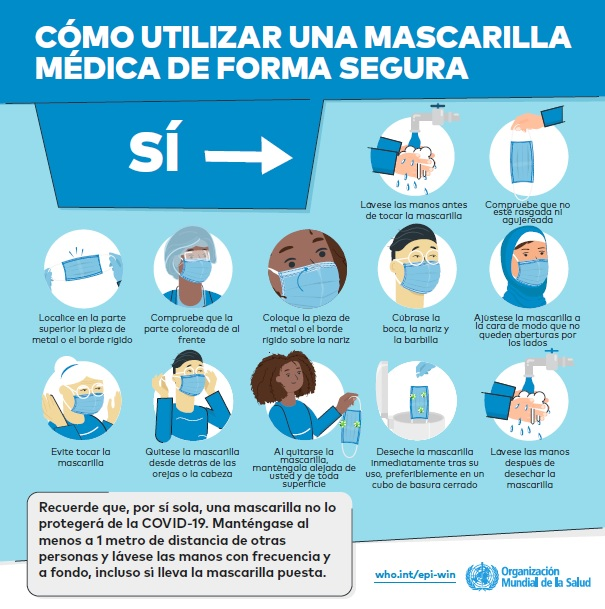 CÓMO UTILIZAR UNA MASCARILLA
MÉDICA DE FORMA SEGURA
SÍ
Lávese las manos antes
de tocar la mascarilla
Compruebe que no
esté rasgada ni
agujereada
Localice en la parte
superior la pieza de
metal o el borde rígido
Compruebe que la
parte coloreada dé al
frente
Coloque la pieza de
metal o el borde
rígido sobre la nariz
Cúbrase la
boca, la nariz y
la barbilla
Ajústese la mascarilla a
la cara de modo que no
queden aberturas por
los lados
Evite tocar la
mascarilla
Quítese la mascarilla
desde detrás de las
orejas o la cabeza
Al quitarse la
mascarilla,
manténgala alejada de
usted y de toda
superficie
Deseche la mascarilla
inmediatamente tras su
uso, preferiblemente en un
cubo de basura cerrado
Lávese las manos
después de
desechar la
mascarilla
Recuerde que, por sí sola, una mascarilla no lo
protegerá de la COVID-19. Manténgase al
menos a 1 metro de distancia de otras
personas y lávese las manos con frecuencia y
a fondo, incluso si lleva la mascarilla puesta.
who.int/epi-win
Organización
Mundial de la Salud